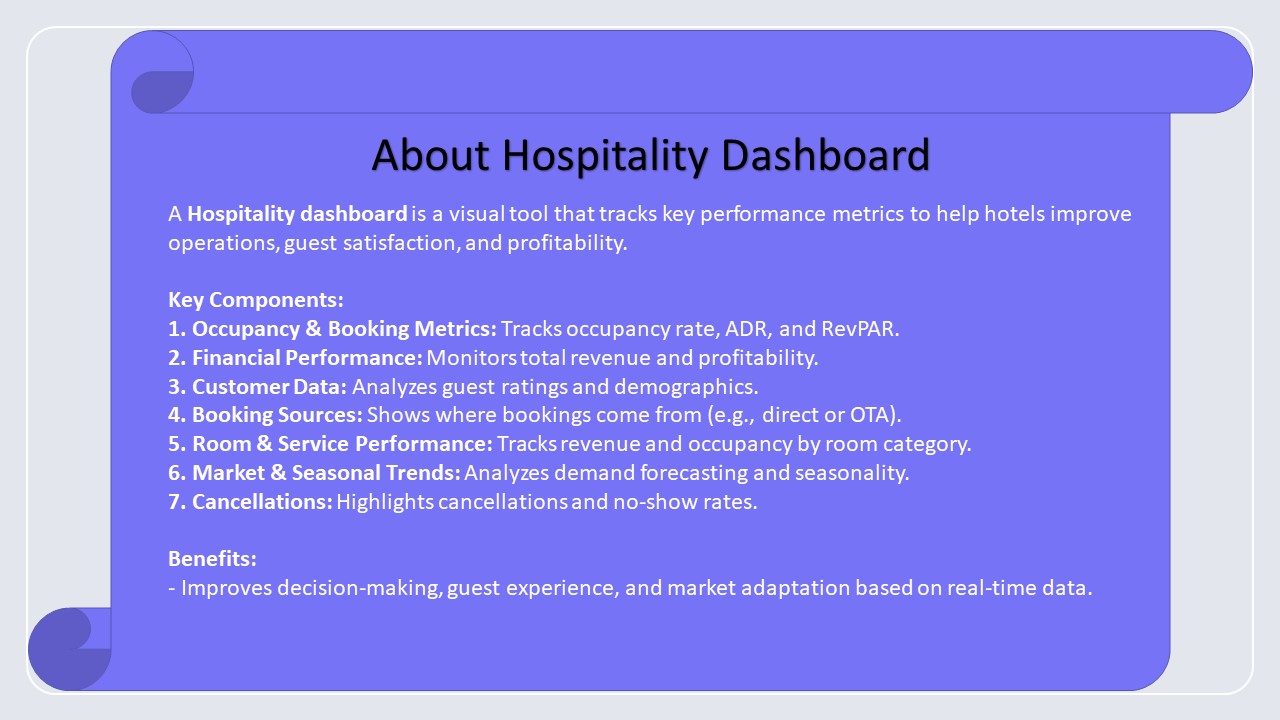 About Hospitality Dashboard
A Hospitality dashboard is a visual tool that tracks key performance metrics to help hotels improve
operations, guest satisfaction, and profitability.
Key Components:
1. Occupancy & Booking Metrics: Tracks occupancy rate, ADR, and RevPAR.
2. Financial Performance: Monitors total revenue and profitability.
3. Customer Data: Analyzes guest ratings and demographics.
4. Booking Sources: Shows where bookings come from (e.g., direct or OTA).
5. Room & Service Performance: Tracks revenue and occupancy by room category.
6. Market & Seasonal Trends: Analyzes demand forecasting and seasonality.
7. Cancellations: Highlights cancellations and no-show rates.
Benefits:
- Improves decision-making, guest experience, and market adaptation based on real-time data.